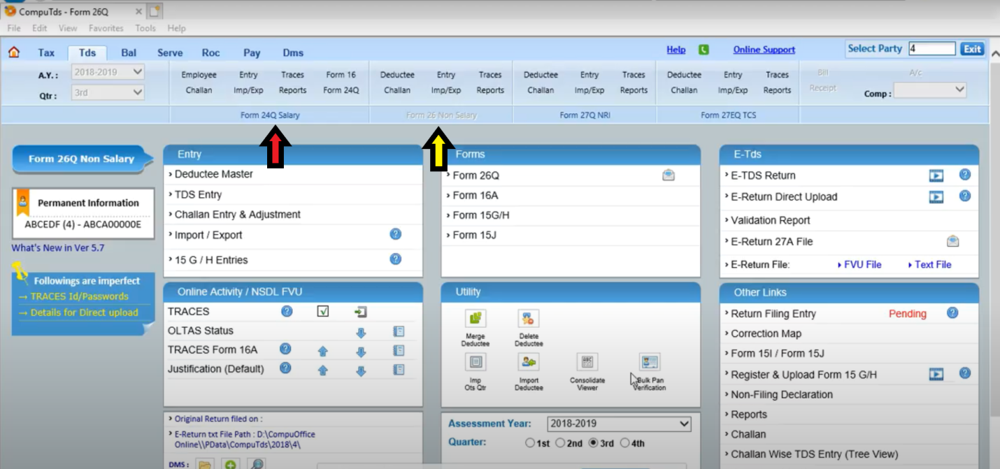 CompuTds - Form 26Q
File Edit View Favorites Tools Help
Tax Tds Bal Serve Roc Pay Dms
Help Online Support Select Party 4 Exit
A.Y. : 2018-2019
Qtr : 3rd
Employee Entry Traces Form 16
Challan Imp/Exp Reports Form 24Q
Deductee Entry Traces
Challan Imp/Exp Reports
Deductee Entry Traces
Challan Imp/Exp Reports
Deductee Entry Traces
Challan Imp/Exp Reports
Bill A/c
Receipt Comp :
Form 24Q Salary Form 26 Non Salary Form 27Q NRI Form 27EQ TCS
Form 26Q Non Salary
Permanent Information
ABCEDF (4) - ABCA00000E
What's New in Ver 5.7
Followings are imperfect
→ TRACES Id/Passwords
→ Details for Direct upload
Entry
› Deductee Master
› TDS Entry
› Challan Entry & Adjustment
› Import / Export
› 15 G / H Entries
Forms
› Form 26Q
› Form 16A
› Form 15G/H
› Form 15J
E-Tds
› E-TDS Return
› E-Return Direct Upload
› Validation Report
› E-Return 27A File
› E-Return File: FVU File Text File
Online Activity / NSDL FVU
TRACES
OLTAS Status
TRACES Form 16A
Justification (Default)
Utility
Merge
Deductee
Delete
Deductee
Imp
Ots Qtr
Import
Deductee
ABC
Consolidate
Viewer
Bulk Pan
Verification
Other Links
› Return Filing Entry Pending
› Correction Map
› Form 15I / Form 15J
› Register & Upload Form 15 G/H
› Non-Filing Declaration
› Reports
› Challan
› Challan Wise TDS Entry (Tree View)
› Original Return filed on :
› E-Return txt File Path : D:\CompuOffice
Online\\PData\CompuTds\2018\4\
DMS :
Assessment Year: 2018-2019
Quarter: 1st 2nd 3rd 4th